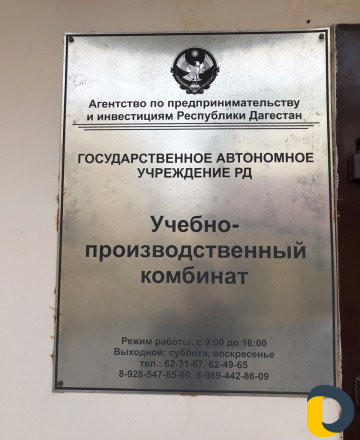 Агентство по предпринимательству
и инвестициям Республики Дагестан
ГОСУДАРСТВЕННОЕ АВТОНОМНОЕ
УЧРЕЖДЕНИЕ РД
Учебно-
производственный
комбинат
Режим работы: с 9:00 до 16:00
Выходной: суббота, воскресенье
тел.: 62-31-67, 62-49-65
8-928-547-85-60, 8-989-442-86-09